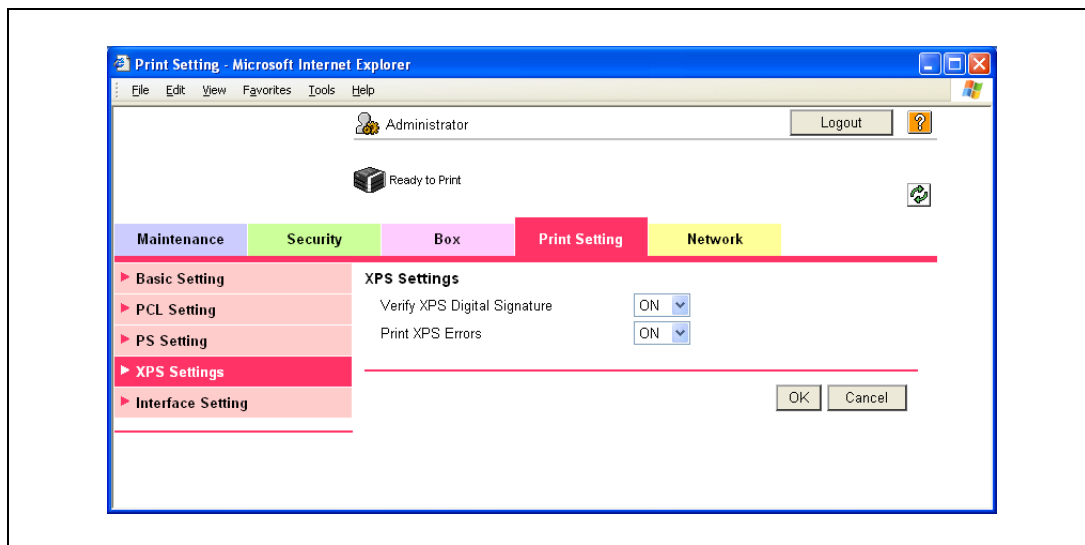 Print Setting - Microsoft Internet Explorer
File Edit View Favorites Tools Help
Administrator
Logout
?
Ready to Print
Maintenance Security Box Print Setting Network
Basic Setting
PCL Setting
PS Setting
XPS Settings
Interface Setting
XPS Settings
Verify XPS Digital Signature ON
Print XPS Errors ON
OK Cancel